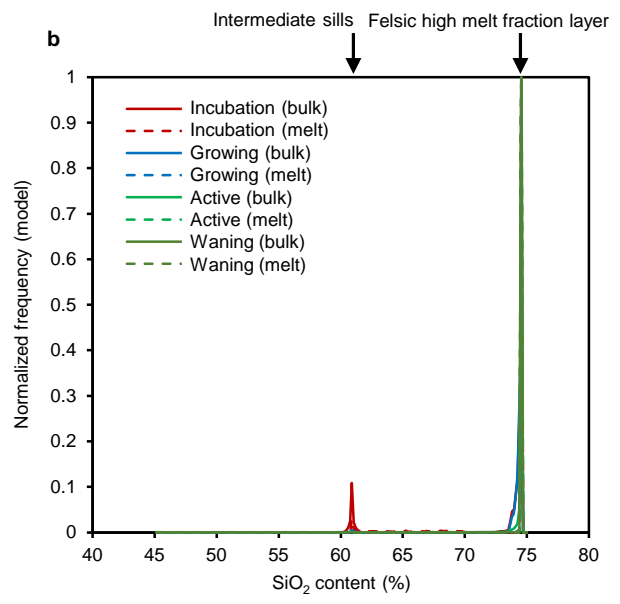 Intermediate sills
Felsic high melt fraction layer
b
1
0.9
0.8
0.7
0.6
0.5
0.4
0.3
0.2
0.1
0
Normalized frequency (model)
Incubation (bulk)
Incubation (melt)
Growing (bulk)
Growing (melt)
Active (bulk)
Active (melt)
Waning (bulk)
Waning (melt)
40 45 50 55 60 65 70 75 80
SiO₂ content (%)